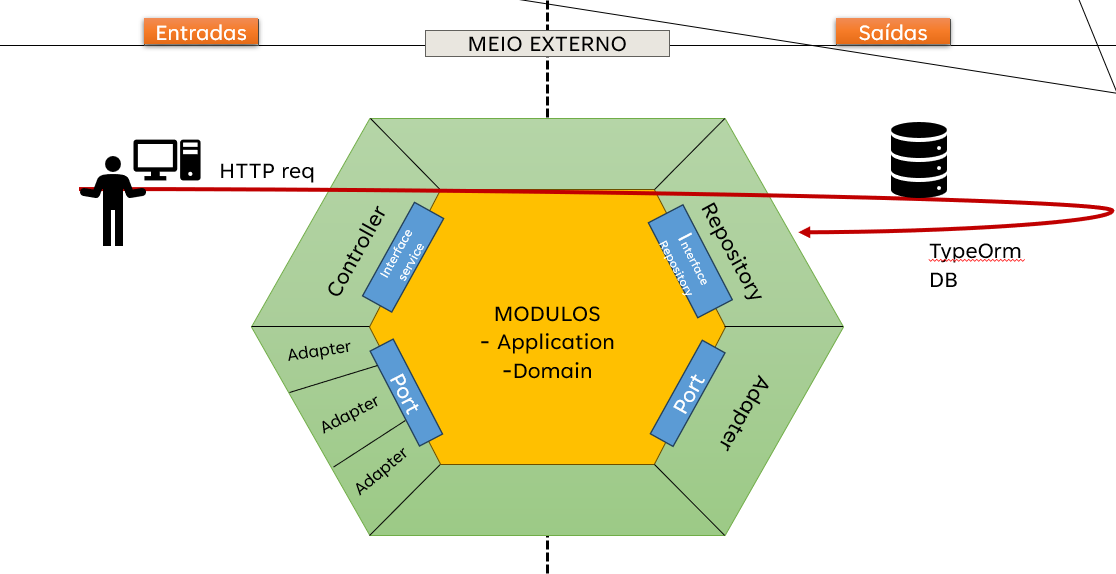 Entradas
MEIO EXTERNO
Saídas
HTTP req
Controller
Interface
service
Interface
Repository
Repository
TypeOrm
DB
MODULOS
- Application
-Domain
Adapter
Adapter
Adapter
Port
Port
Adapter